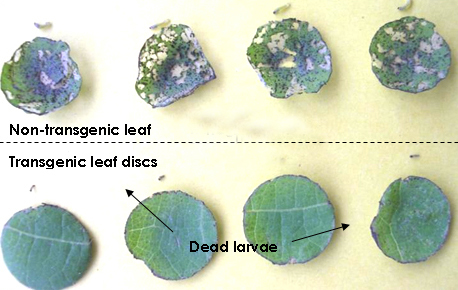 Non-transgenic leaf
Transgenic leaf discs
Dead larvae